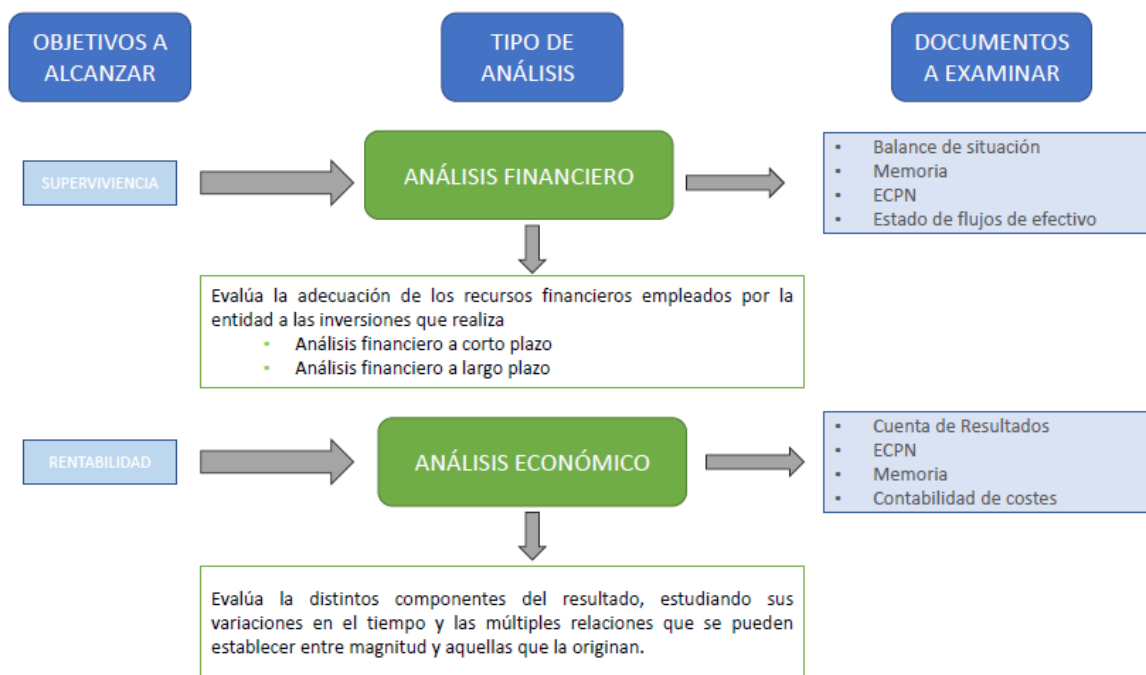 OBJETIVOS A
ALCANZAR
TIPO DE
ANÁLISIS
DOCUMENTOS
A EXAMINAR
SUPERVIVIENCIA
ANÁLISIS FINANCIERO
• Balance de situación
• Memoria
• ECPN
• Estado de flujos de efectivo
Evalúa la adecuación de los recursos financieros empleados por la
entidad a las inversiones que realiza
• Análisis financiero a corto plazo
• Análisis financiero a largo plazo
RENTABILIDAD
ANÁLISIS ECONÓMICO
• Cuenta de Resultados
• ECPN
• Memoria
• Contabilidad de costes
Evalúa la distintos componentes del resultado, estudiando sus
variaciones en el tiempo y las múltiples relaciones que se pueden
establecer entre magnitud y aquellas que la originan.